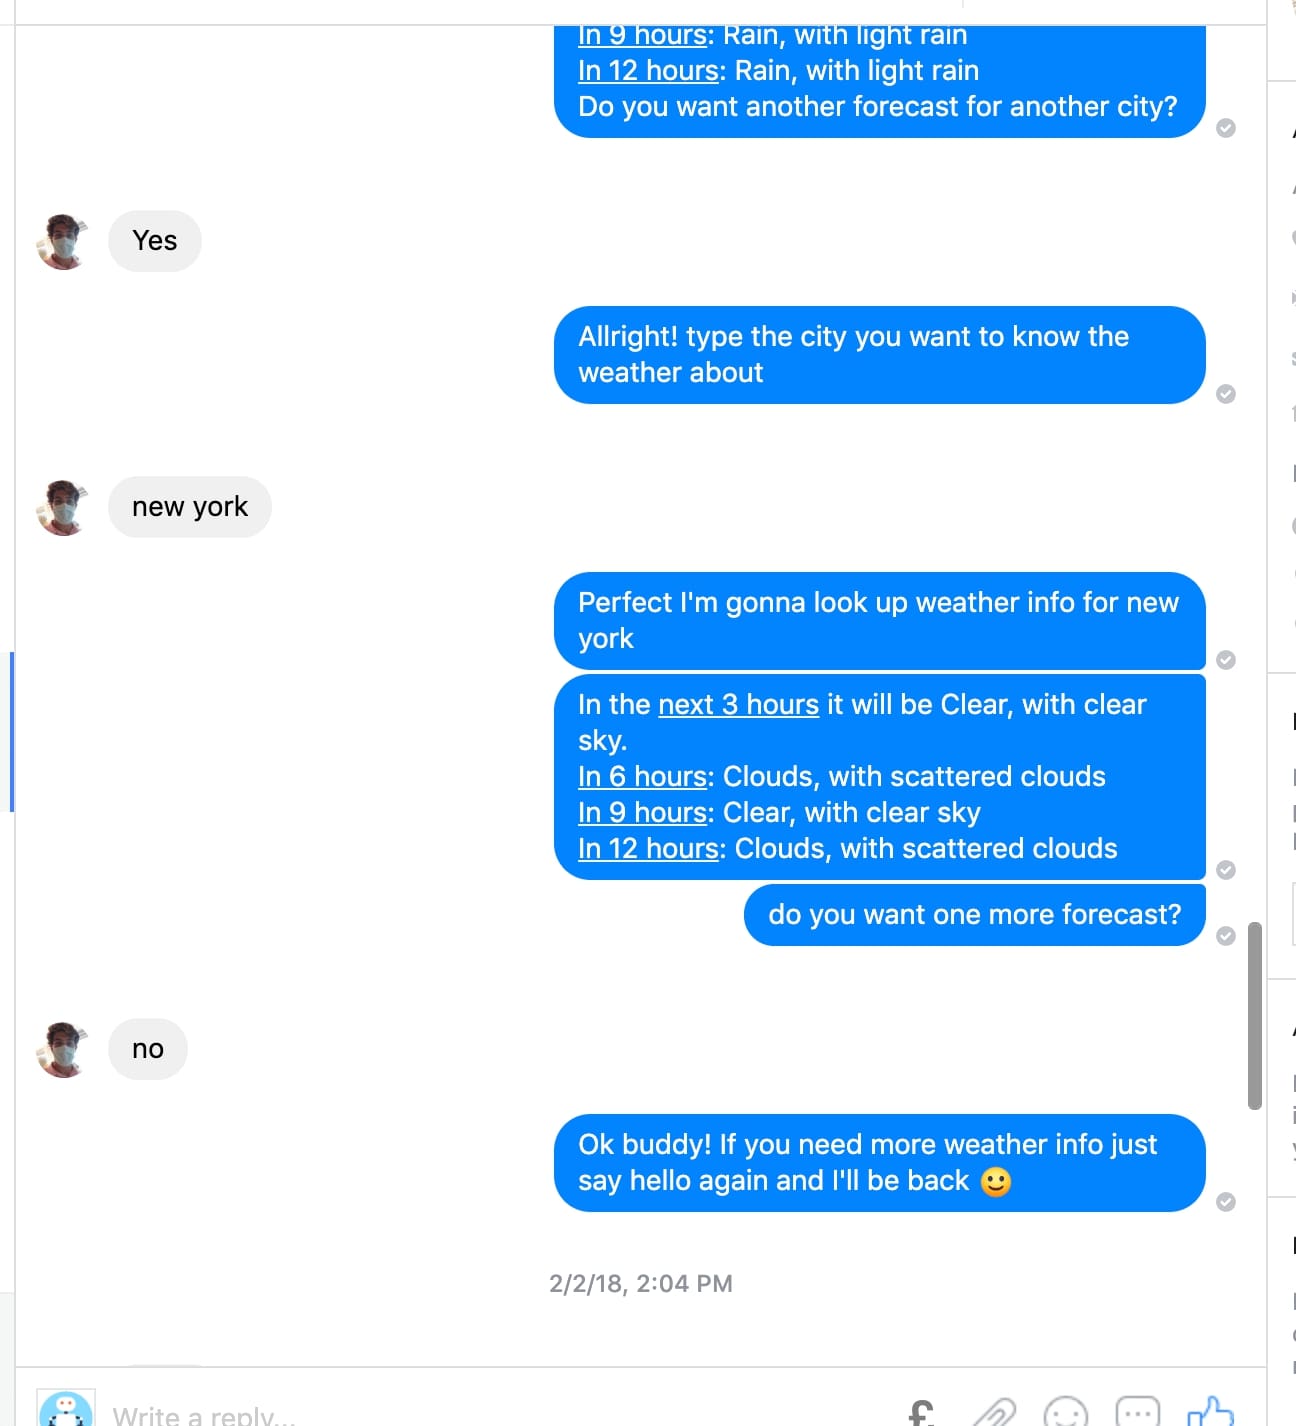 In 9 hours: Rain, with light rain
In 12 hours: Rain, with light rain
Do you want another forecast for another city?
Yes
Allright! type the city you want to know the
weather about
new york
Perfect I'm gonna look up weather info for new
york
In the next 3 hours it will be Clear, with clear
sky.
In 6 hours: Clouds, with scattered clouds
In 9 hours: Clear, with clear sky
In 12 hours: Clouds, with scattered clouds
do you want one more forecast?
no
Ok buddy! If you need more weather info just
say hello again and I'll be back 🙂
2/2/18, 2:04 PM
Write a reply...
£